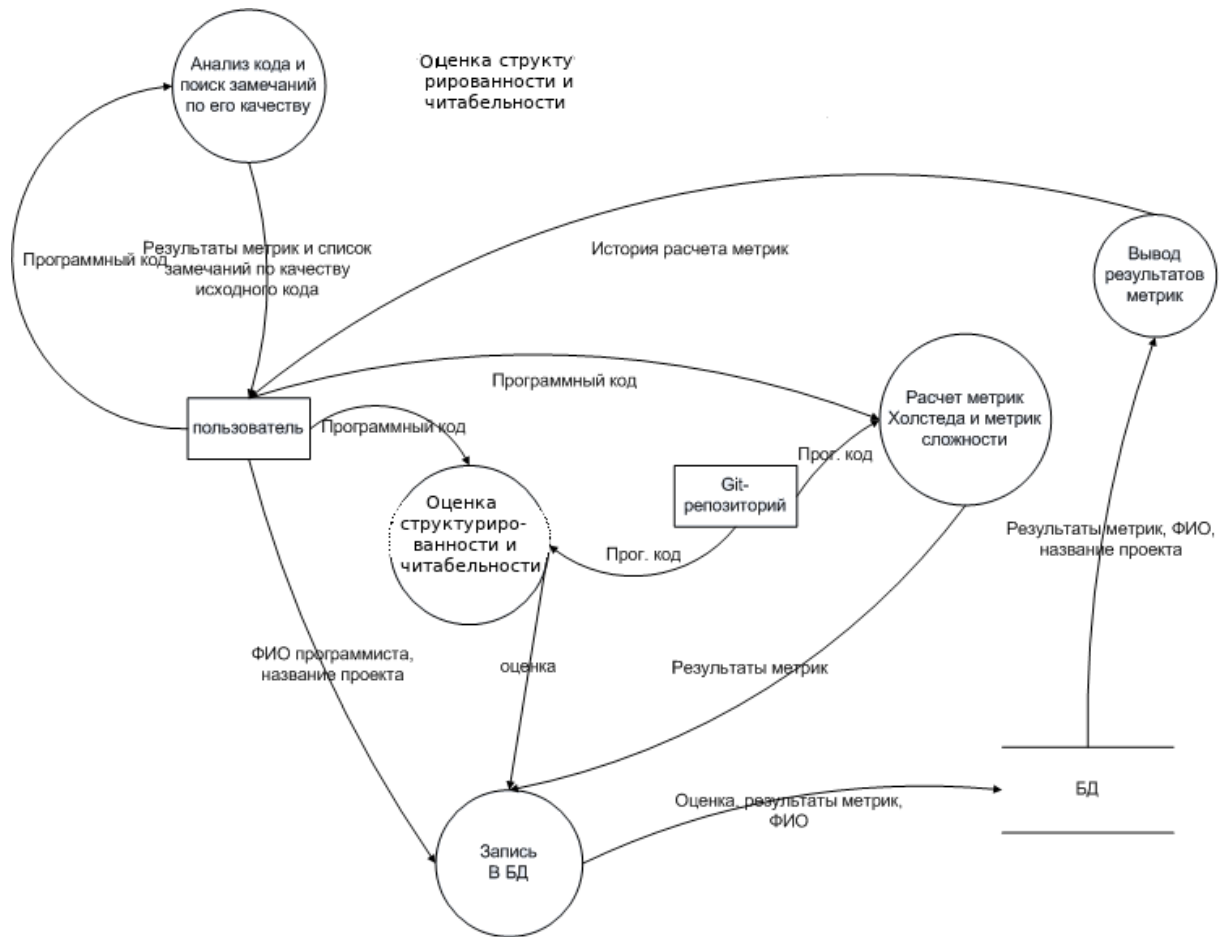 Анализ кода и
поиск замечаний
по его качеству
Оценка структу
рированности и
читабельности
Программный код
Результаты метрик и список
замечаний по качеству
исходного кода
История расчета метрик
Вывод
результатов
метрик
Программный код
Расчет метрик
Холстеда и метрик
сложности
пользователь
Программный код
Прог. код
Git-
репозиторий
Оценка
структуриро-
ванности и
читабельности
Прог. код
Результаты метрик, ФИО,
название проекта
ФИО программиста,
название проекта
оценка
Результаты метрик
Оценка, результаты метрик,
ФИО
БД
Запись
В БД